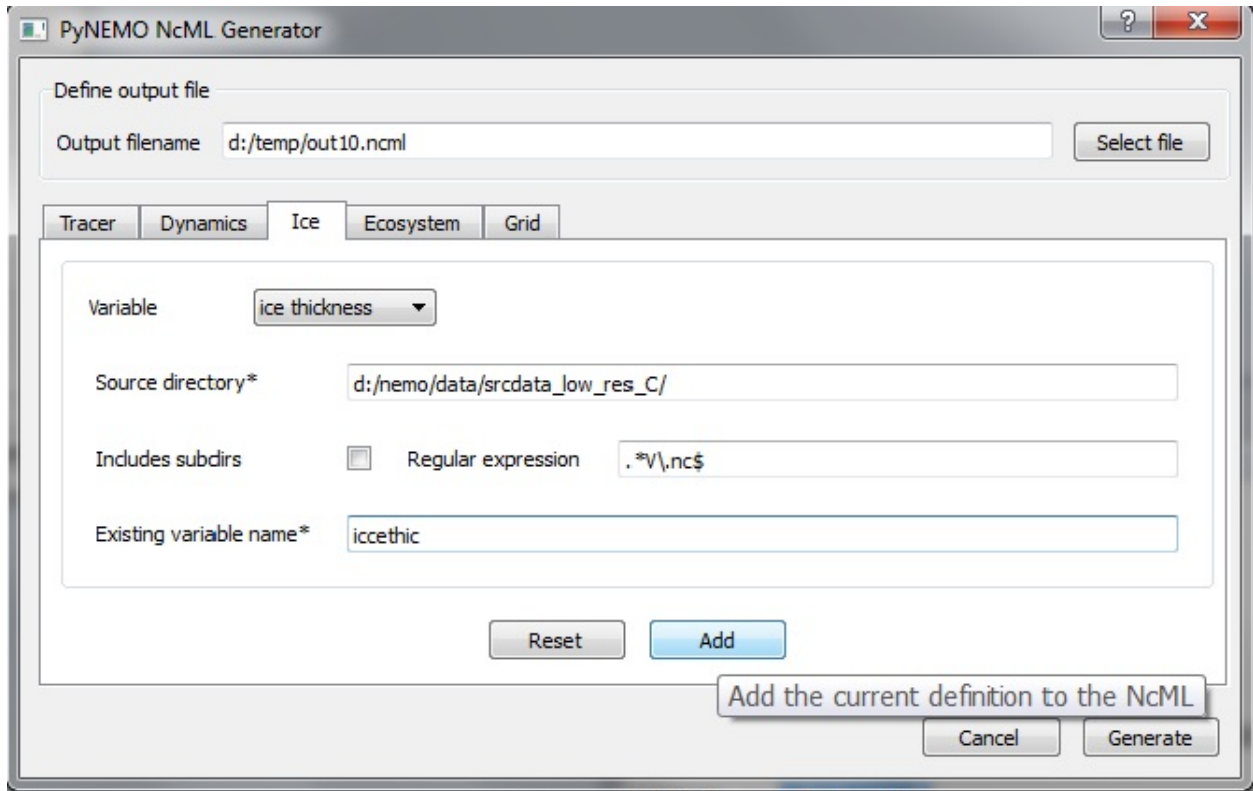 PyNEMO NcML Generator
?
Define output file
Output filename d:/temp/out10.ncml Select file
Tracer Dynamics Ice Ecosystem Grid
Variable ice thickness
Source directory* d:/nemo/data/srcdata_low_res_C/
Includes subdirs Regular expression .*V\.nc$
Existing variable name* iccethic
Reset Add
Add the current definition to the NcML
Cancel Generate